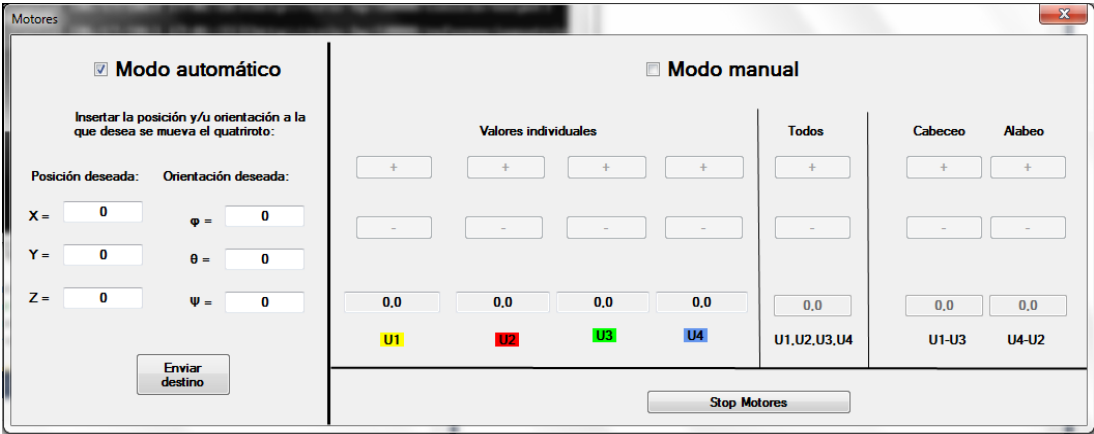 Motores
Modo automático
Insertar la posición y/u orientación a la
que desea se mueva el quatriroto:
Posición deseada: Orientación deseada:
X = 0 φ = 0
Y = 0 θ = 0
Z = 0 Ψ = 0
Enviar
destino
Modo manual
Valores individuales Todos Cabeceo Alabeo
+ + + + + + +
- - - - - - -
0,0 0,0 0,0 0,0 0,0 0,0 0,0
U1 U2 U3 U4 U1,U2,U3,U4 U1-U3 U4-U2
Stop Motores